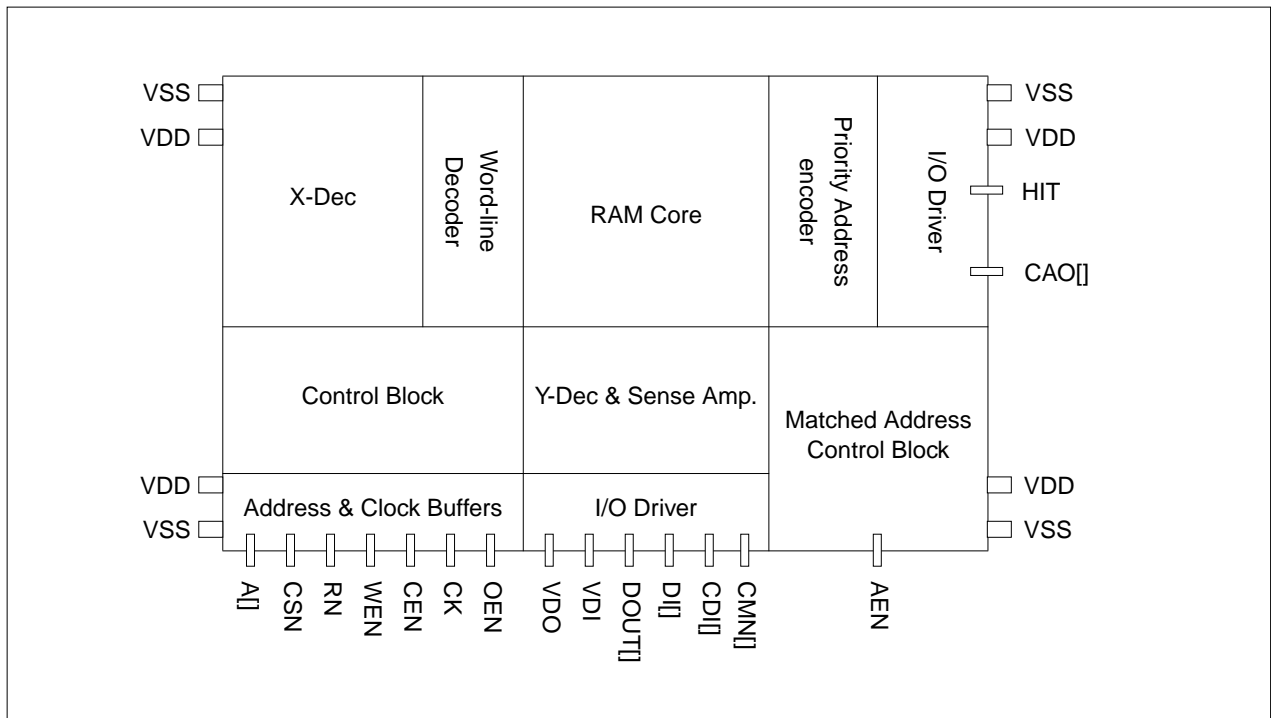 VSS
VDD
X-Dec
Word-line
Decoder
RAM Core
Priority Address
encoder
I/O Driver
VSS
VDD
HIT
CAO[]
Control Block
Y-Dec & Sense Amp.
Matched Address
Control Block
VDD
VSS
Address & Clock Buffers
I/O Driver
VDD
VSS
A[]
CSN
RN
WEN
CEN
CK
OEN
VDO
VDI
DOUT[]
DI[]
CDI[]
CMN[]
AEN